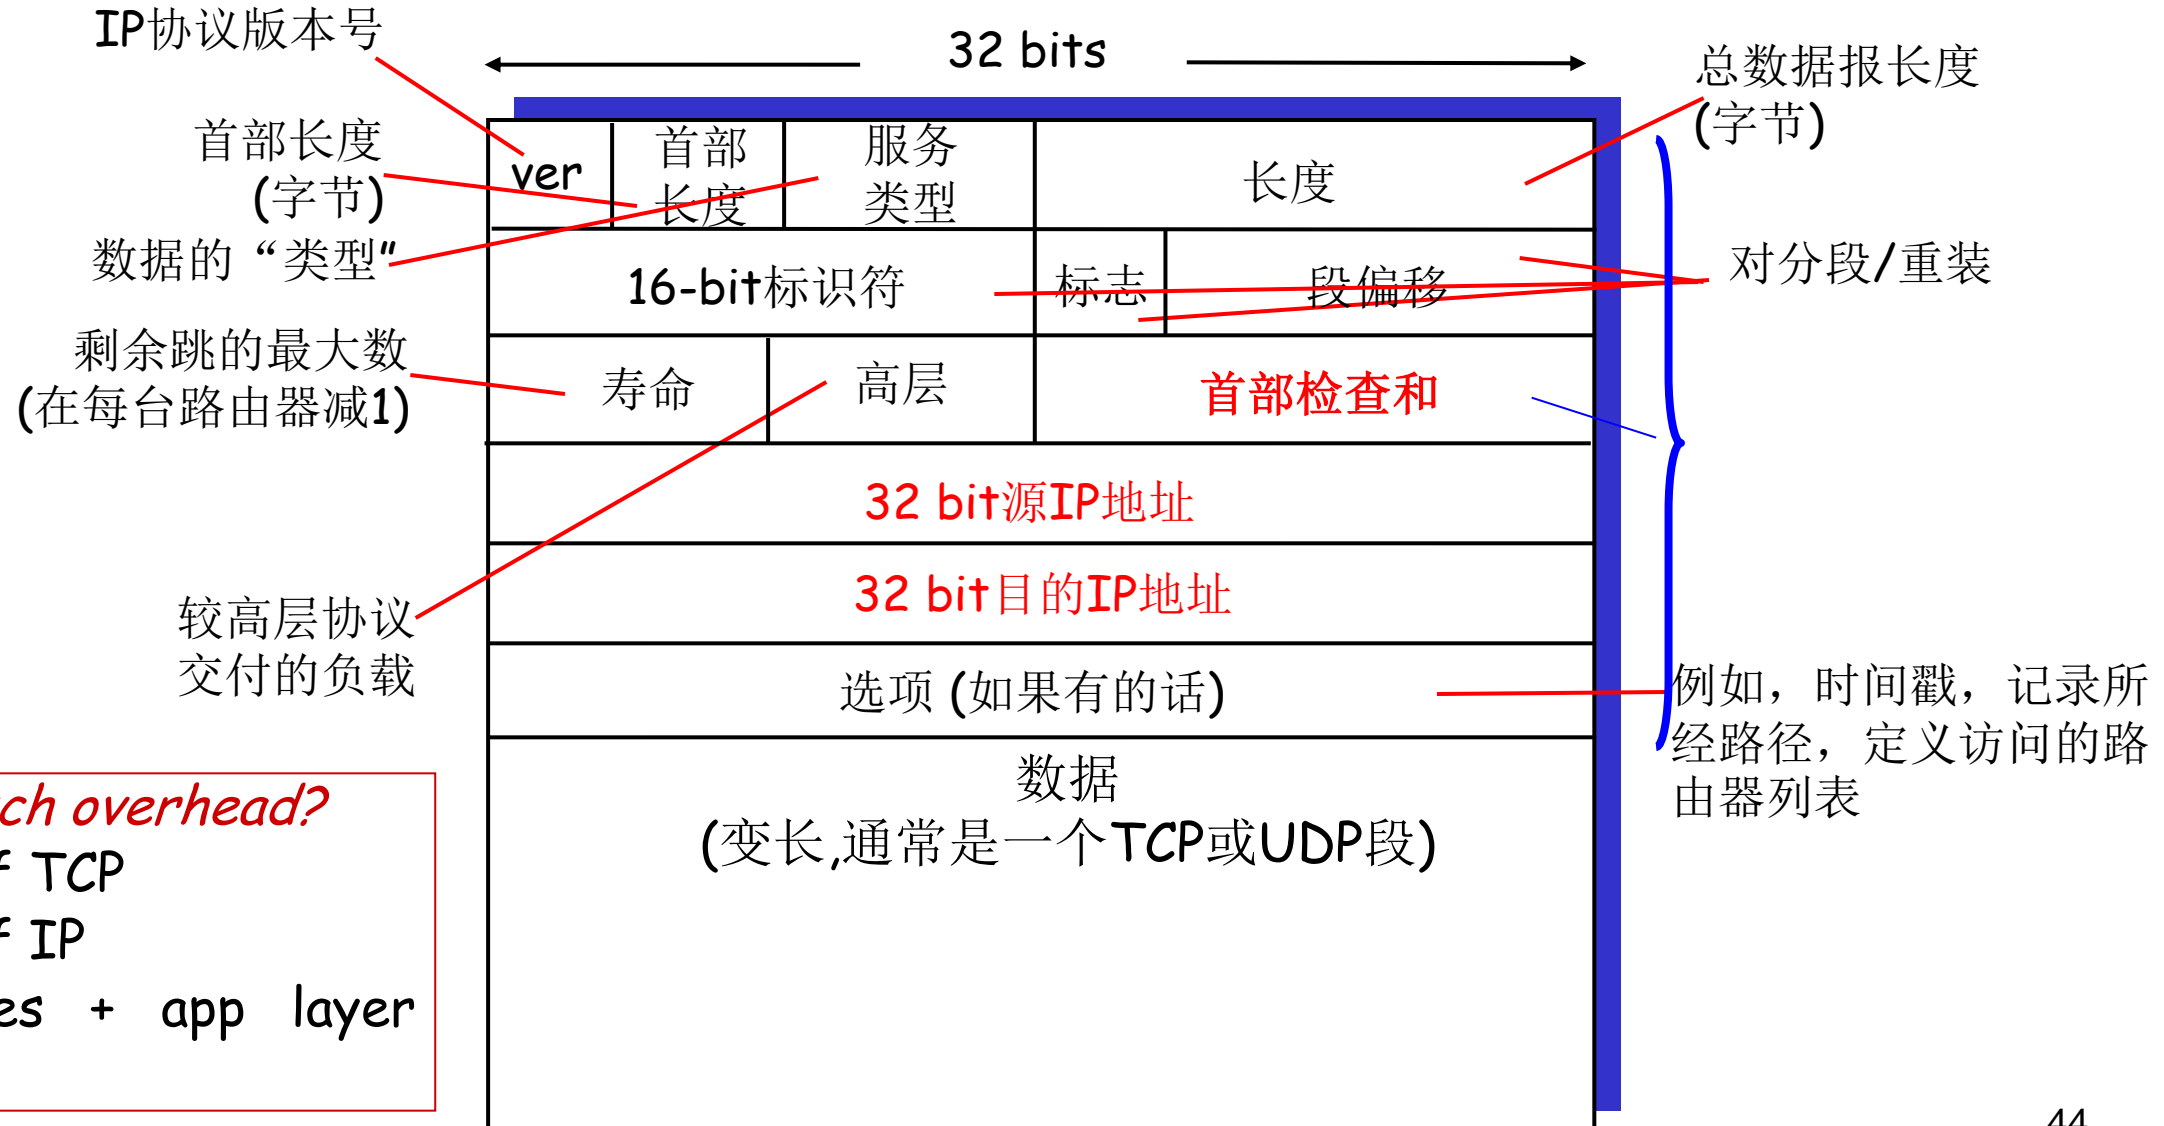 IP协议版本号
32 bits
总数据报长度
(字节)
首部长度
(字节)
ver
首部
长度
服务
类型
长度
数据的“类型”
16-bit标识符
标志
段偏移
对分段/重装
剩余跳的最大数
(在每台路由器减1)
寿命
高层
首部检查和
32 bit源IP地址
32 bit目的IP地址
较高层协议
交付的负载
选项 (如果有的话)
例如，时间戳，记录所
经路径，定义访问的路
由器列表
数据
(变长,通常是一个TCP或UDP段)
overhead?
TCP
IP
+ app layer
44